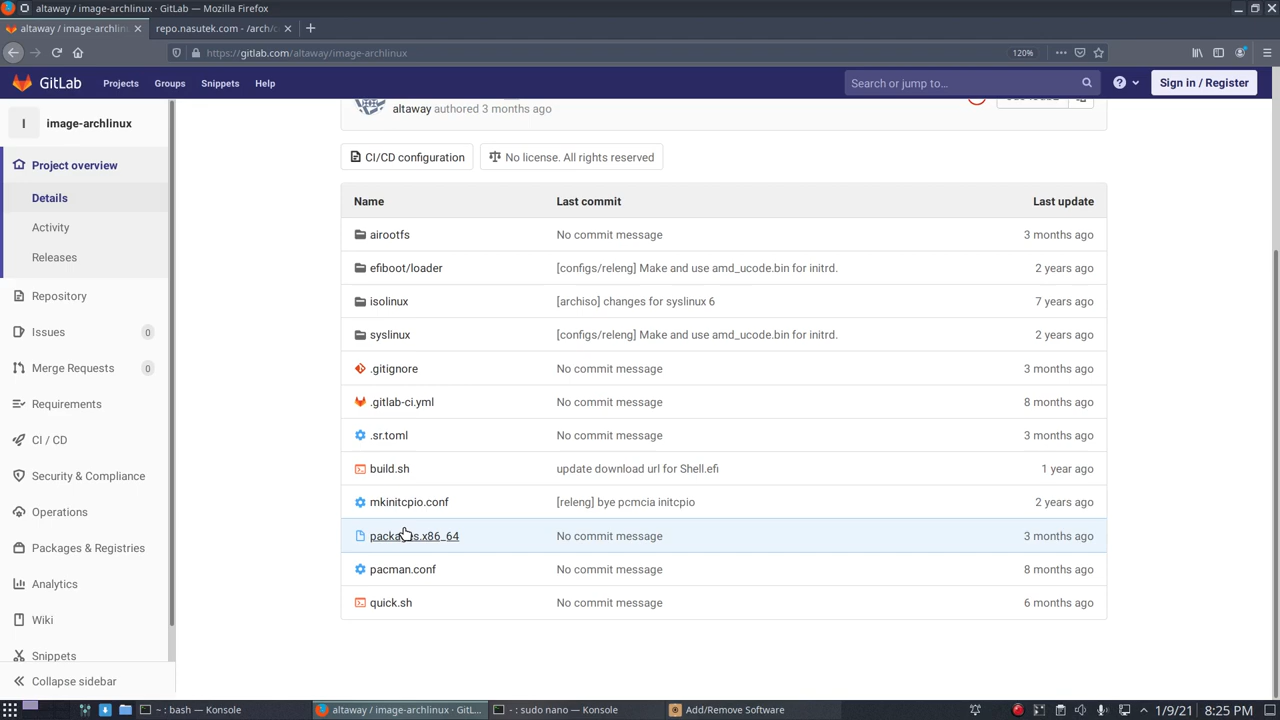 altaway / image-archlinux · GitLab — Mozilla Firefox
altaway / image-archlinux
repo.nasutek.com - /arch/c
https://gitlab.com/altaway/image-archlinux
120%
GitLab Projects Groups Snippets Help
Search or jump to...
Sign in / Register
I image-archlinux
Project overview
Details
Activity
Releases
Repository
Issues 0
Merge Requests 0
Requirements
CI / CD
Security & Compliance
Operations
Packages & Registries
Analytics
Wiki
Snippets
Collapse sidebar
altaway authored 3 months ago
CI/CD configuration
No license. All rights reserved
Name Last commit Last update
airootfs No commit message 3 months ago
efiboot/loader [configs/releng] Make and use amd_ucode.bin for initrd. 2 years ago
isolinux [archiso] changes for syslinux 6 7 years ago
syslinux [configs/releng] Make and use amd_ucode.bin for initrd. 2 years ago
.gitignore No commit message 3 months ago
.gitlab-ci.yml No commit message 8 months ago
.sr.toml No commit message 3 months ago
build.sh update download url for Shell.efi 1 year ago
mkinitcpio.conf [releng] bye pcmcia initcpio 2 years ago
packages.x86_64 No commit message 3 months ago
pacman.conf No commit message 8 months ago
quick.sh No commit message 6 months ago
~ : bash — Konsole
altaway / image-archlinux · GitL...
~ : sudo nano — Konsole
Add/Remove Software
1/9/21 8:25 PM